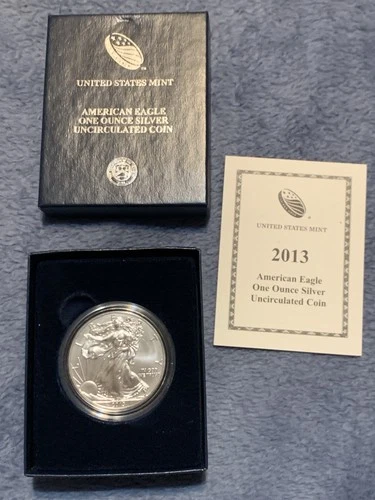 UNITED STATES MINT
AMERICAN EAGLE
ONE OUNCE SILVER
UNCIRCULATED COIN
UNITED STATES MINT
2013
American Eagle
One Ounce Silver
Uncirculated Coin